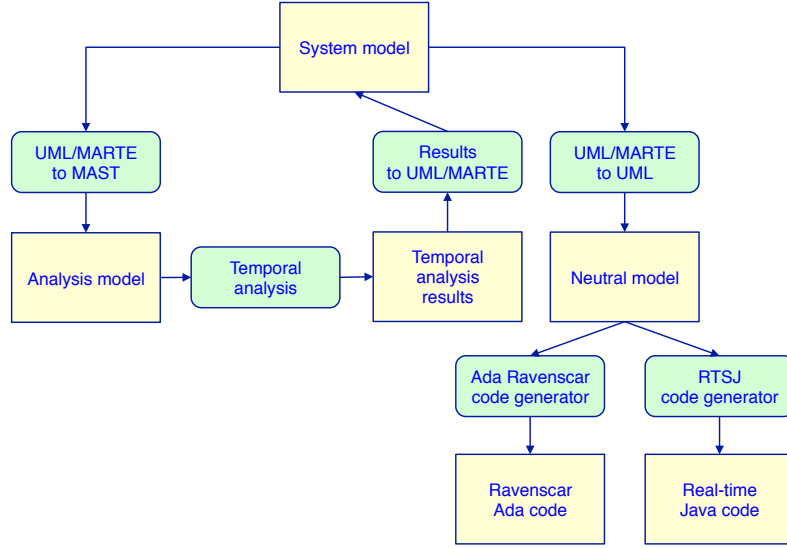 System model
UML/MARTE
to MAST
Results
to UML/MARTE
UML/MARTE
to UML
Analysis model
Temporal
analysis
Temporal
analysis
results
Neutral model
Ada Ravenscar
code generator
RTSJ
code generator
Ravenscar
Ada code
Real-time
Java code